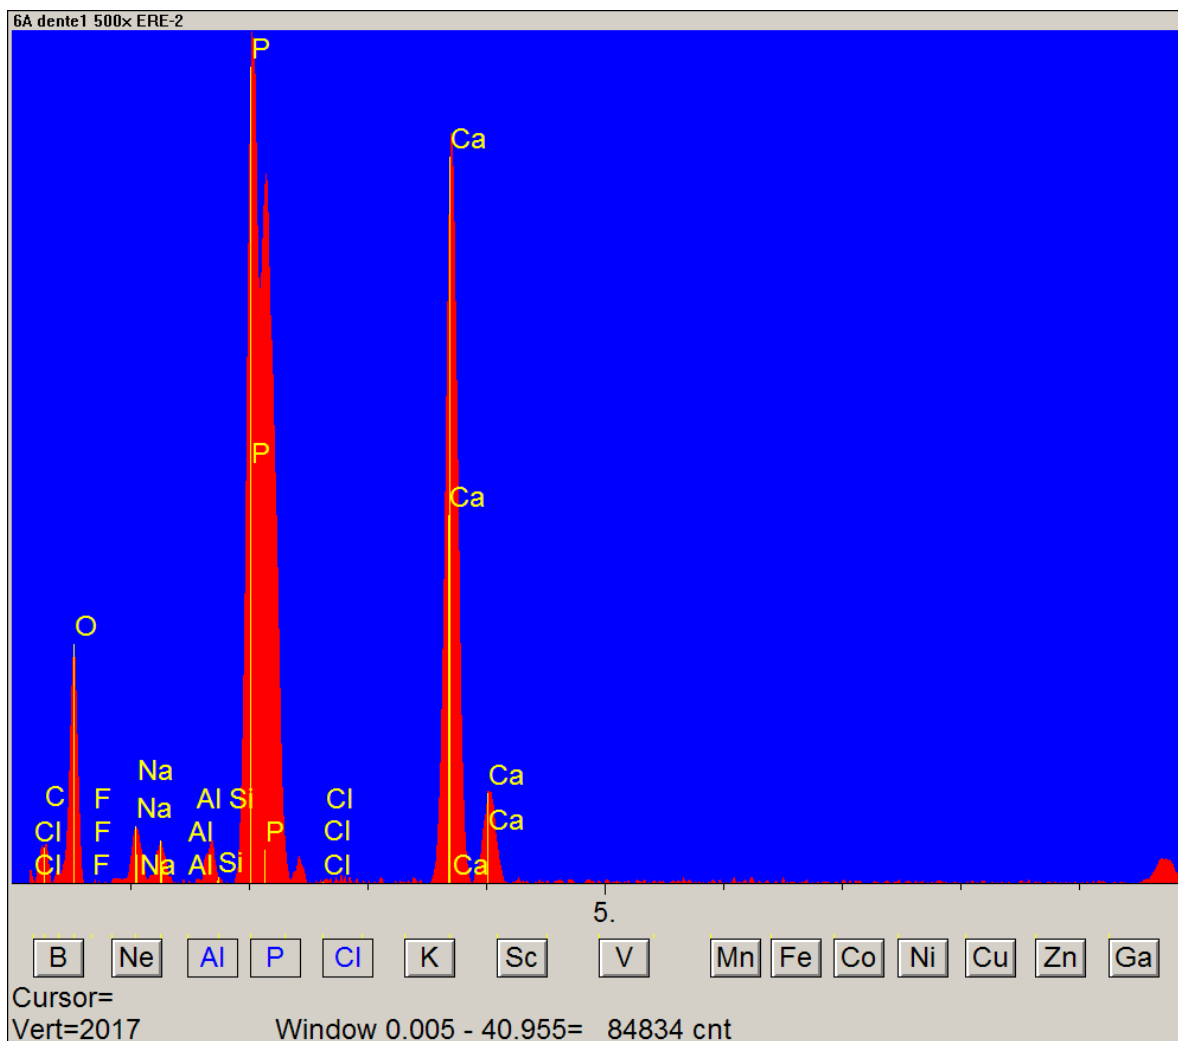 6A dente1 500x ERE-2
P
Ca
P
Ca
O
Na
Ca
C F Al Si Cl
Na
Ca
Cl F Al P Cl
Si
Cl F Na Al Cl Ca
5.
B Ne Al P Cl K Sc V Mn Fe Co Ni Cu Zn Ga
Cursor=
Vert=2017 Window 0.005 - 40.955= 84834 cnt